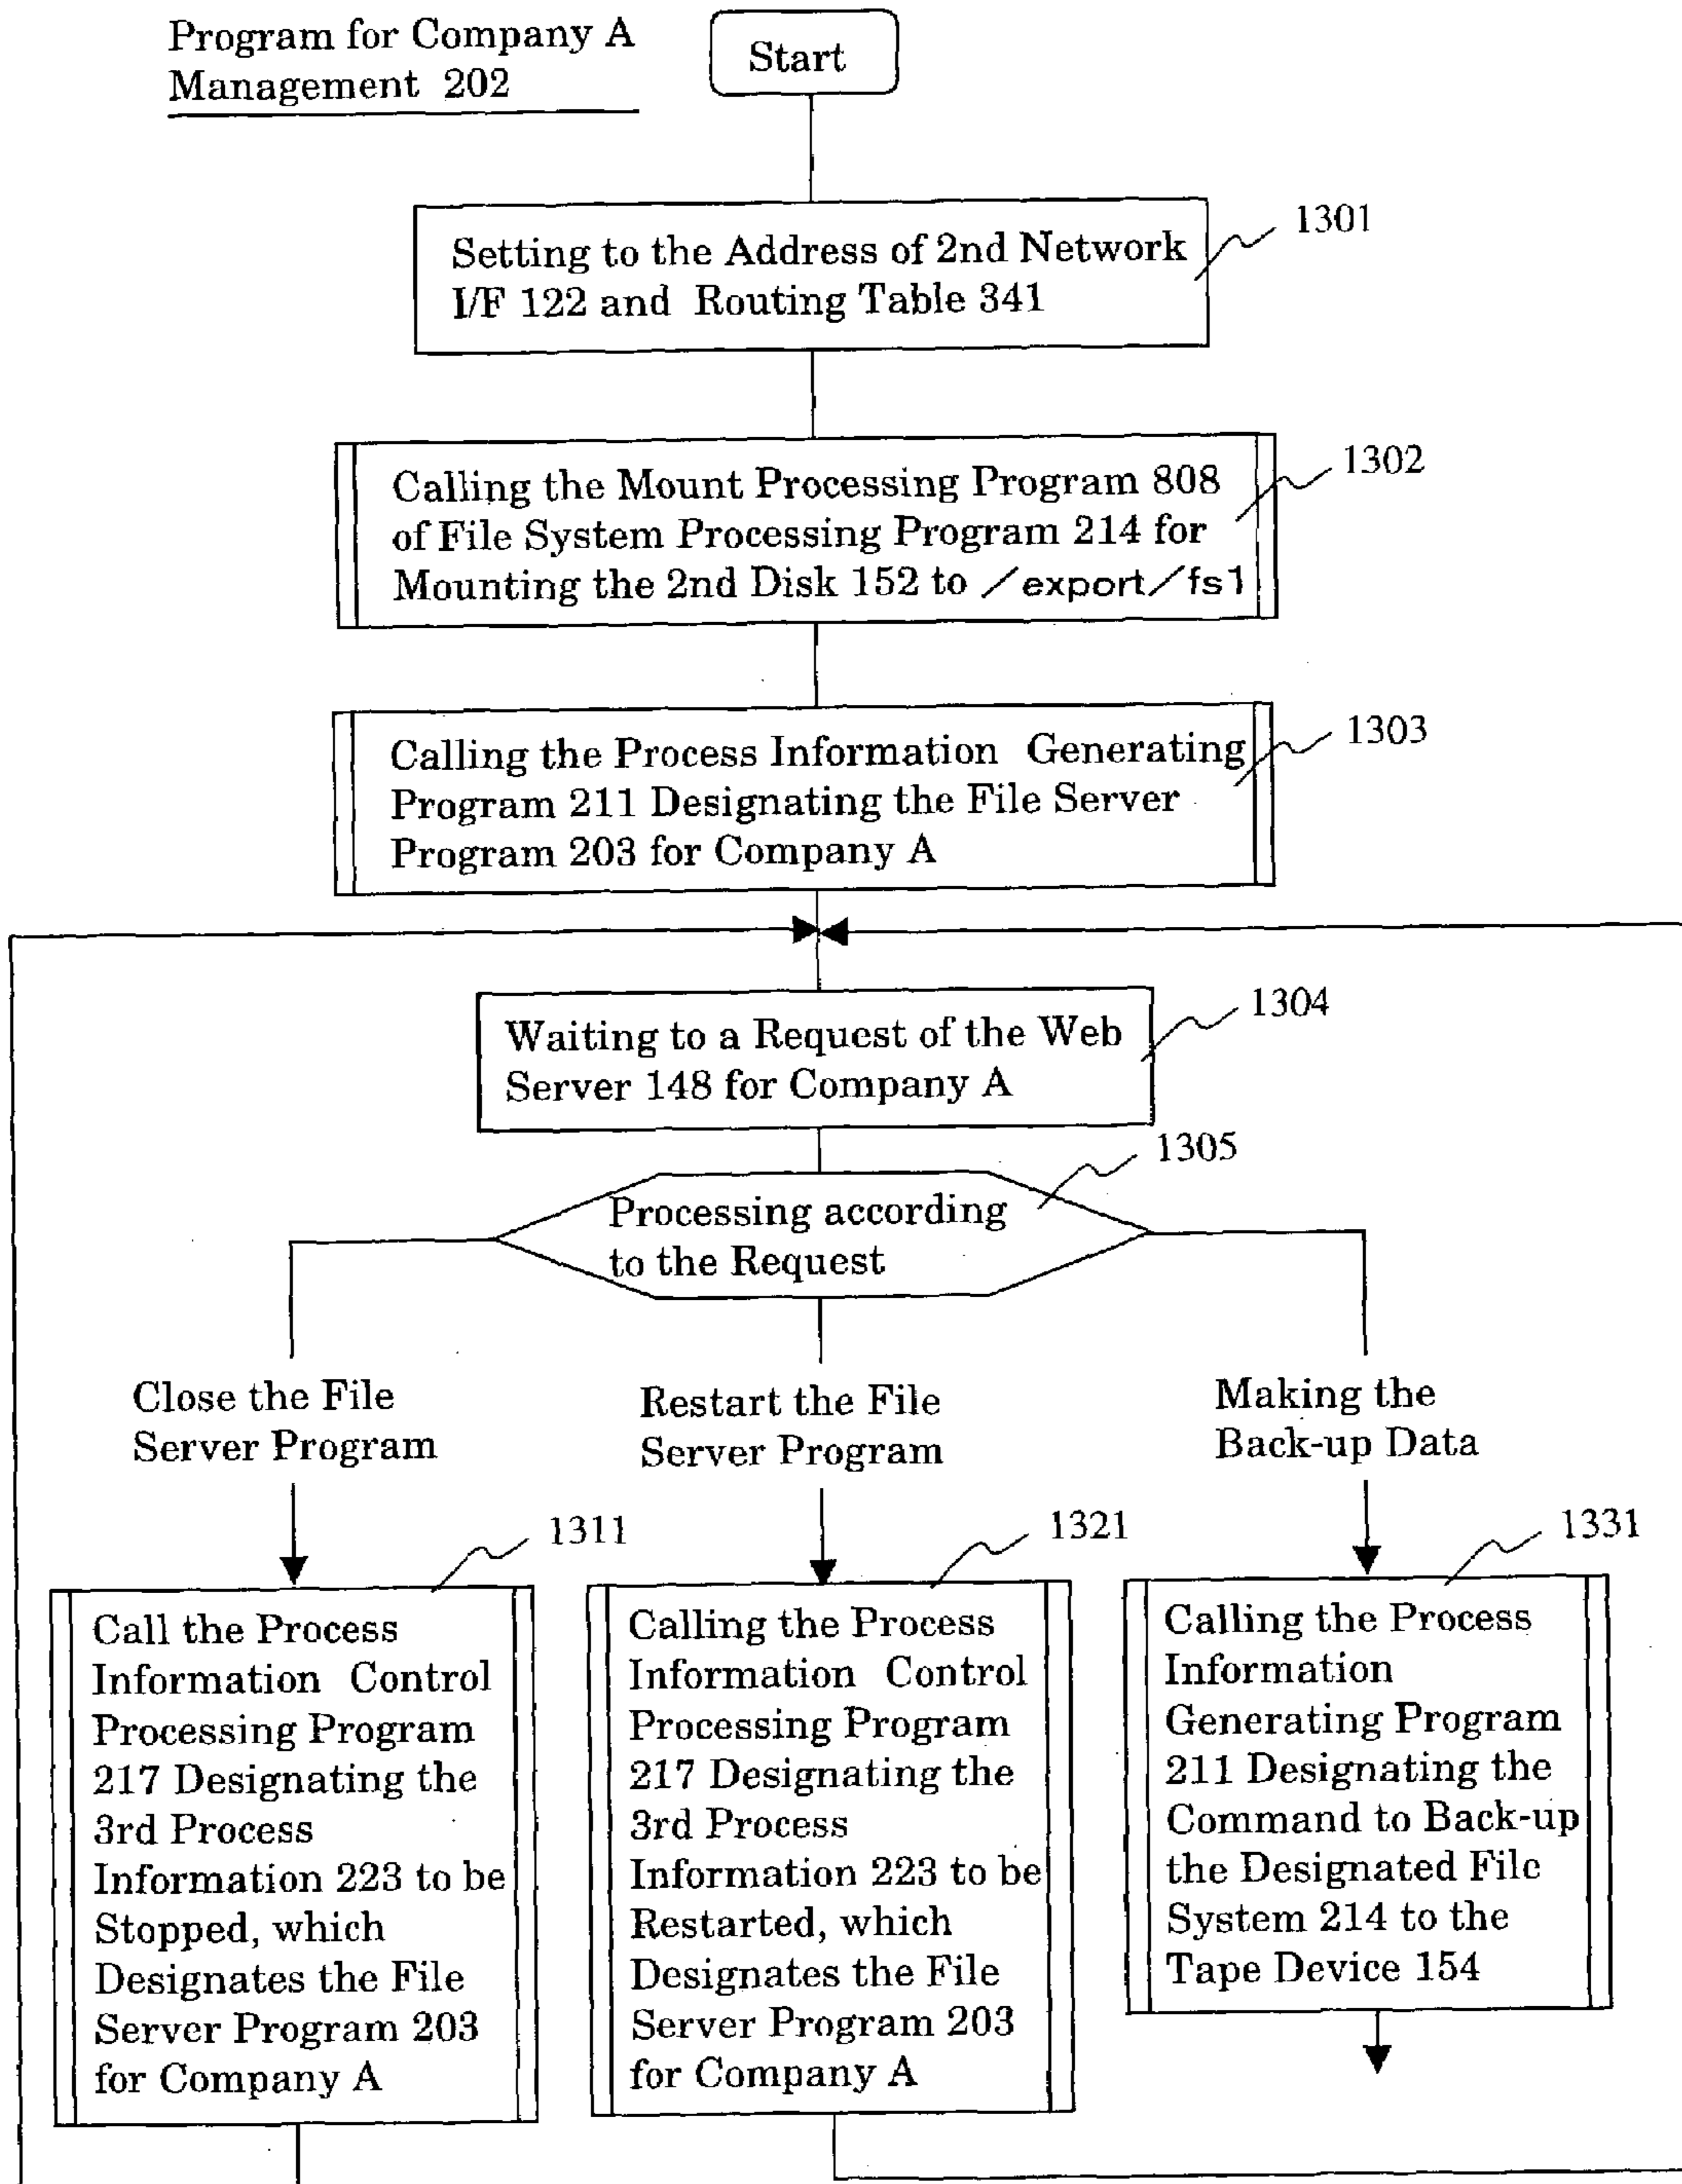 Program for Company A
Management 202
Start
1301
Setting to the Address of 2nd Network
I/F 122 and Routing Table 341
1302
Calling the Mount Processing Program 808
of File System Processing Program 214 for
Mounting the 2nd Disk 152 to /export/fs1
1303
Calling the Process Information Generating
Program 211 Designating the File Server
Program 203 for Company A
1304
Waiting to a Request of the Web
Server 148 for Company A
1305
Processing according
to the Request
Close the File
Server Program
Restart the File
Server Program
Making the
Back-up Data
1311
Call the Process
Information Control
Processing Program
217 Designating the
3rd Process
Information 223 to be
Stopped, which
Designates the File
Server Program 203
for Company A
1321
Calling the Process
Information Control
Processing Program
217 Designating the
3rd Process
Information 223 to be
Restarted, which
Designates the File
Server Program 203
for Company A
1331
Calling the Process
Information
Generating Program
211 Designating the
Command to Back-up
the Designated File
System 214 to the
Tape Device 154